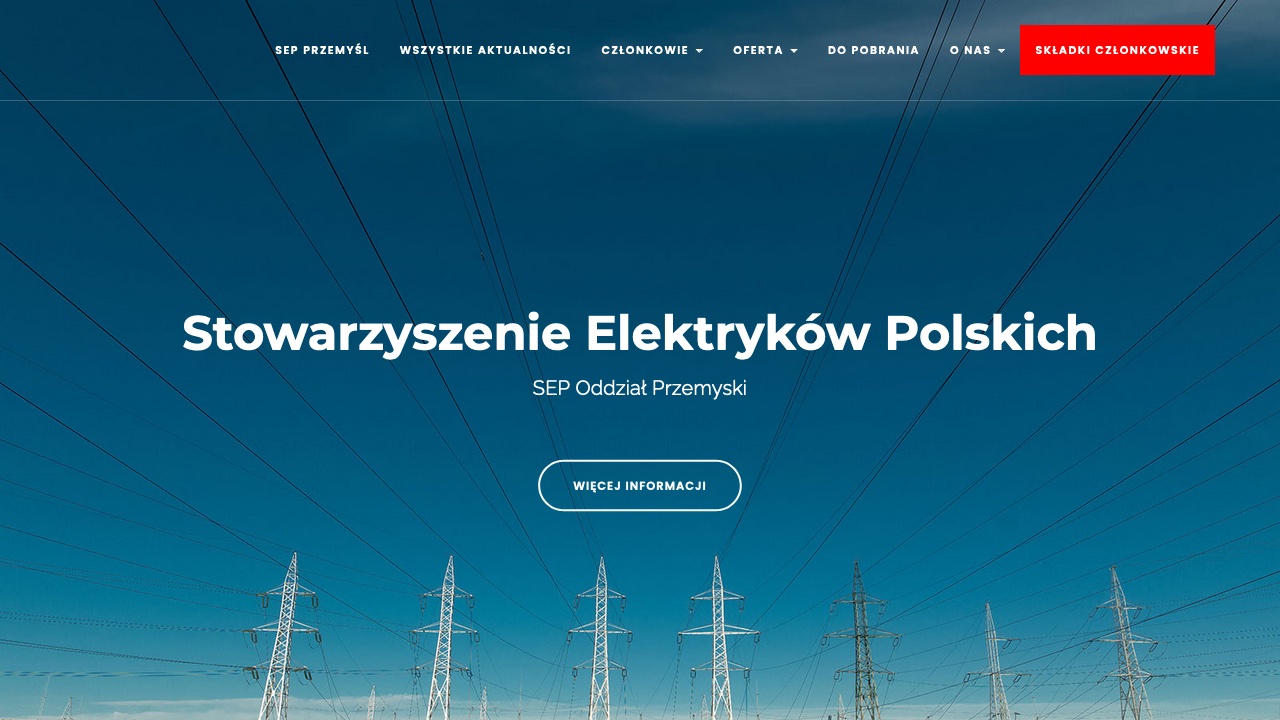 SEP PRZEMYŚL WSZYSTKIE AKTUALNOŚCI CZŁONKOWIE OFERTA DO POBRANIA O NAS SKŁADKI CZŁONKOWSKIE
Stowarzyszenie Elektryków Polskich
SEP Oddział Przemyski
WIĘCEJ INFORMACJI